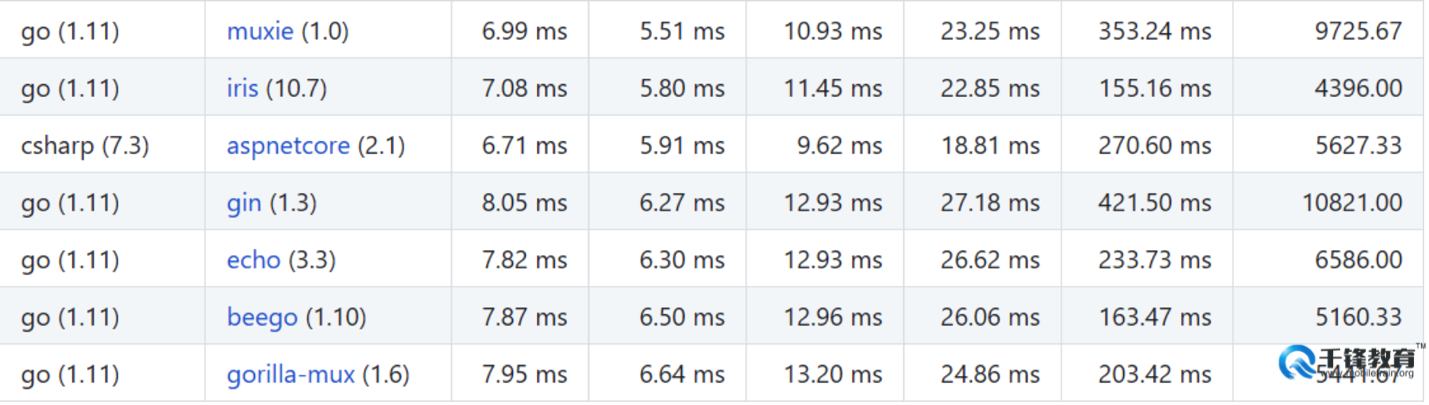 go (1.11) muxie (1.0) 6.99 ms 5.51 ms 10.93 ms 23.25 ms 353.24 ms 9725.67
go (1.11) iris (10.7) 7.08 ms 5.80 ms 11.45 ms 22.85 ms 155.16 ms 4396.00
csharp (7.3) aspnetcore (2.1) 6.71 ms 5.91 ms 9.62 ms 18.81 ms 270.60 ms 5627.33
go (1.11) gin (1.3) 8.05 ms 6.27 ms 12.93 ms 27.18 ms 421.50 ms 10821.00
go (1.11) echo (3.3) 7.82 ms 6.30 ms 12.93 ms 26.62 ms 233.73 ms 6586.00
go (1.11) beego (1.10) 7.87 ms 6.50 ms 12.96 ms 26.06 ms 163.47 ms 5160.33
千锋教育 TM
go (1.11) gorilla-mux (1.6) 7.95 ms 6.64 ms 13.20 ms 24.86 ms 203.42 ms 5441.67
www.mobiletrain.org